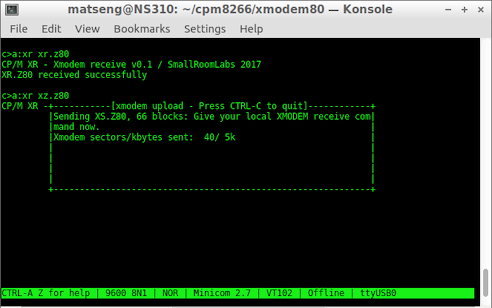 matseng@NS310: ~/cpm8266/xmodem80 — Konsole
File Edit View Bookmarks Settings Help
c>a:xr xr.z80
CP/M XR - Xmodem receive v0.1 / SmallRoomLabs 2017
XR.Z80 received successfully
c>a:xr xz.z80
CP/M XR -+-----------[xmodem upload - Press CTRL-C to quit]------------+
|Sending XS.Z80, 66 blocks: Give your local XMODEM receive com|
|mand now.|
|Xmodem sectors/kbytes sent:  40/ 5k|
CTRL-A Z for help | 9600 8N1 | NOR | Minicom 2.7 | VT102 | Offline | ttyUSB0